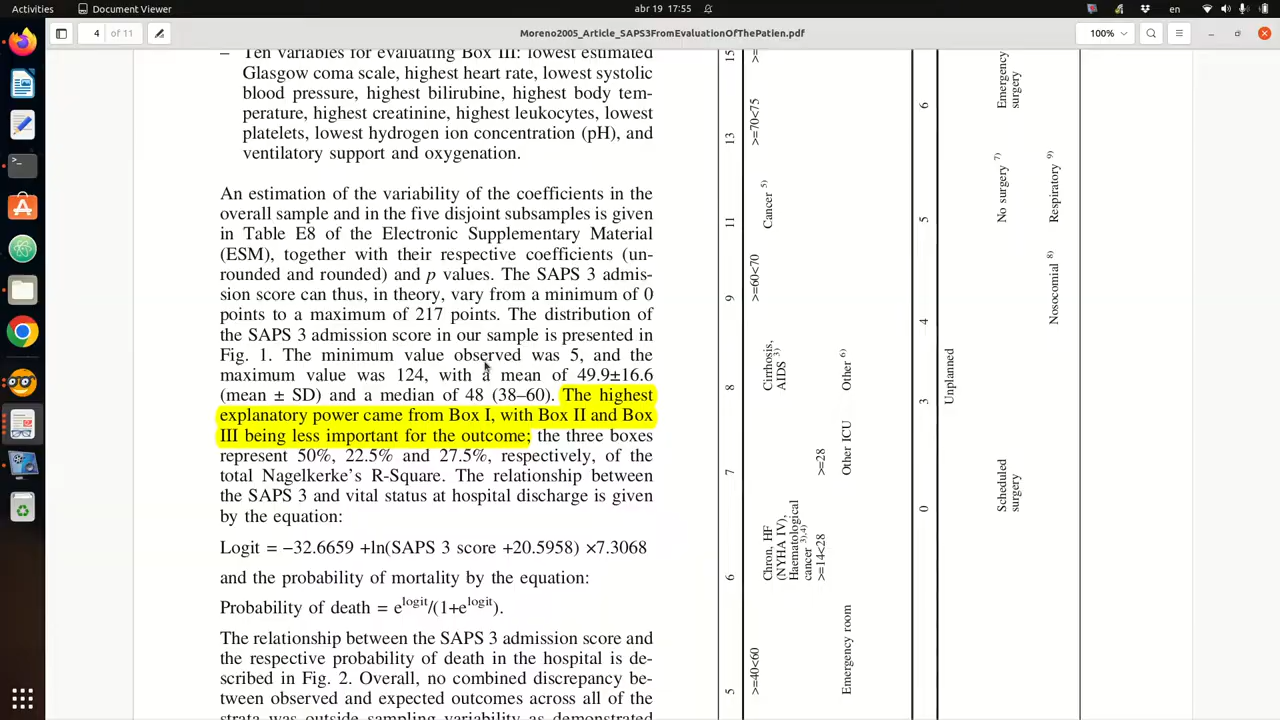 Activities
Document Viewer
abr 19 17:55
en
4 of 11
Moreno2005_Article_SAPS3FromEvaluationOfThePatien.pdf
100%
– Ten variables for evaluating Box III: lowest estimated
Glasgow coma scale, highest heart rate, lowest systolic
blood pressure, highest bilirubine, highest body tem-
perature, highest creatinine, highest leukocytes, lowest
platelets, lowest hydrogen ion concentration (pH), and
ventilatory support and oxygenation.
An estimation of the variability of the coefficients in the
overall sample and in the five disjoint subsamples is given
in Table E8 of the Electronic Supplementary Material
(ESM), together with their respective coefficients (un-
rounded and rounded) and p values. The SAPS 3 admis-
sion score can thus, in theory, vary from a minimum of 0
points to a maximum of 217 points. The distribution of
the SAPS 3 admission score in our sample is presented in
Fig. 1. The minimum value observed was 5, and the
maximum value was 124, with a mean of 49.9±16.6
(mean ± SD) and a median of 48 (38–60). The highest
explanatory power came from Box I, with Box II and Box
III being less important for the outcome; the three boxes
represent 50%, 22.5% and 27.5%, respectively, of the
total Nagelkerke's R-Square. The relationship between
the SAPS 3 and vital status at hospital discharge is given
by the equation:
Logit = −32.6659 +ln(SAPS 3 score +20.5958) ×7.3068
and the probability of mortality by the equation:
Probability of death = e^logit/(1+e^logit).
The relationship between the SAPS 3 admission score and
the respective probability of death in the hospital is de-
scribed in Fig. 2. Overall, no combined discrepancy be-
tween observed and expected outcomes across all of the
strata was outside sampling variability as demonstrated
5
6
7
8
9
11
13
15
>=40<60
Chron, HF
(NYHA IV),
Haematological
cancer 3),4)
Cirrhosis,
AIDS 3)
>=60<70
Cancer 5)
>=70<75
>=
>=14<28
>=28
Emergency room
Other ICU
Other 6)
0
3
4
5
6
Unplanned
Scheduled
surgery
No surgery 7)
Emergency
surgery
Nosocomial 8)
Respiratory 9)